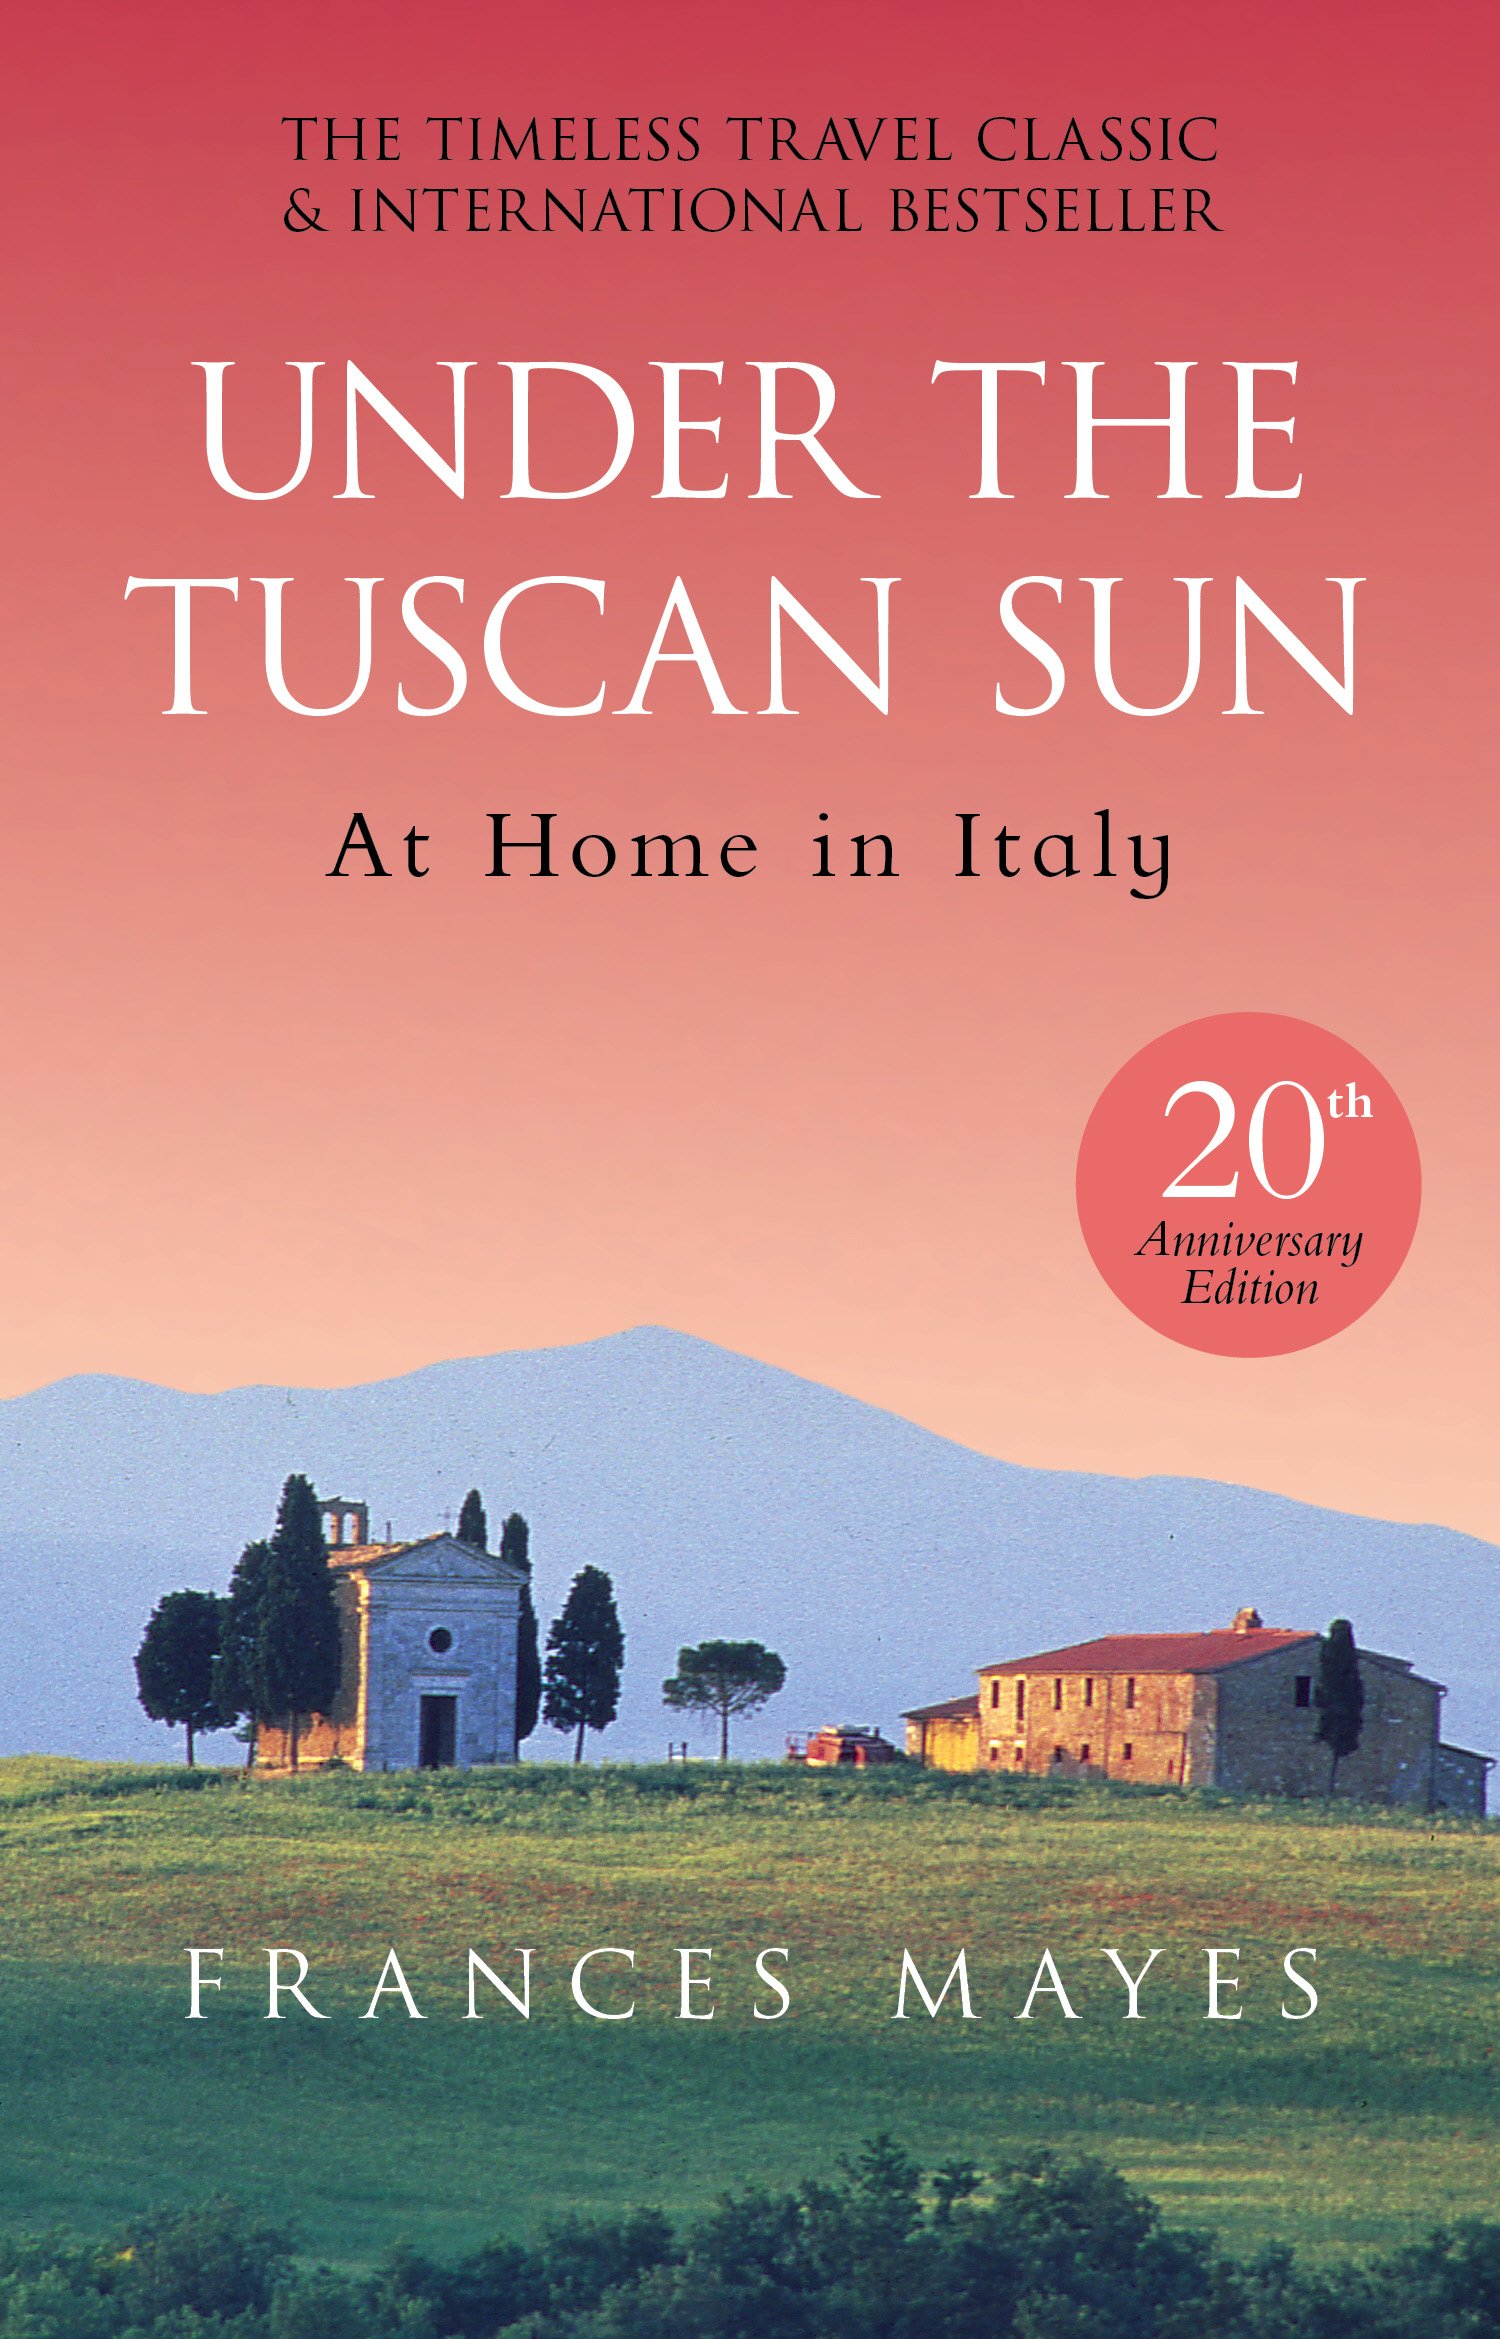 THE TIMELESS TRAVEL CLASSIC
& INTERNATIONAL BESTSELLER
UNDER THE
TUSCAN SUN
At Home in Italy
20th
Anniversary
Edition
FRANCES MAYES